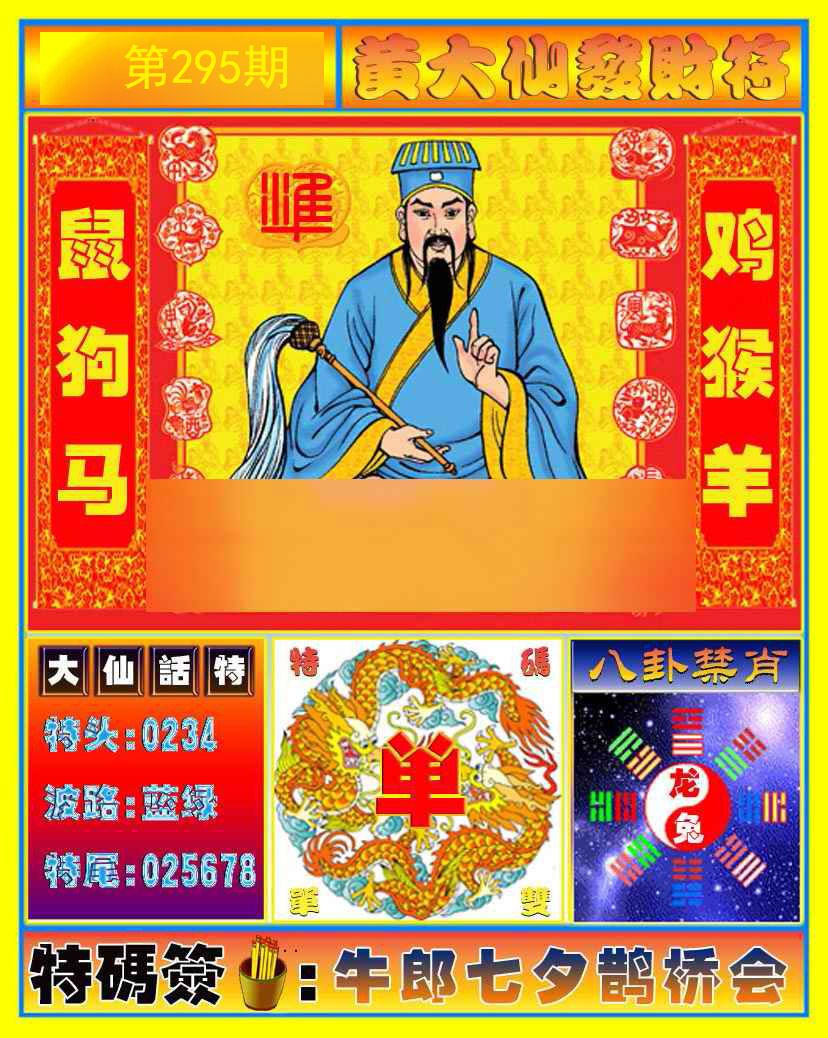 第295期
黄大仙發財符
鼠狗马
鸡猴羊
大仙話特
特头:0234
波路:蓝绿
特尾:025678
特碼
单
單雙
八卦禁肖
龙
兔
特碼簽:牛郎七夕鹊桥会